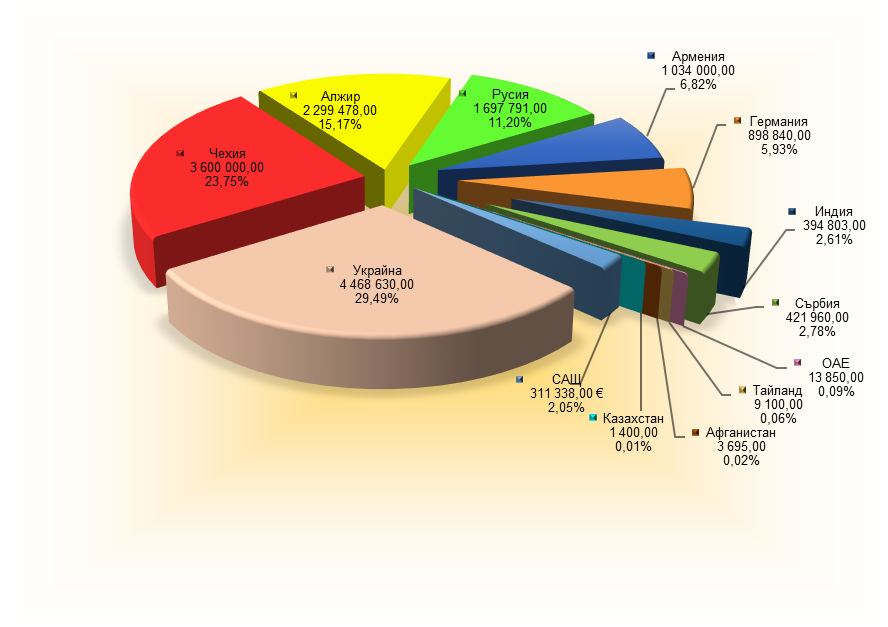 Армения
1 034 000,00
6,82%
Русия
1 697 791,00
11,20%
Алжир
2 299 478,00
15,17%
Германия
898 840,00
5,93%
Чехия
3 600 000,00
23,75%
Индия
394 803,00
2,61%
Украйна
4 468 630,00
29,49%
Сърбия
421 960,00
2,78%
ОАЕ
13 850,00
0,09%
САЩ
311 338,00 €
2,05%
Тайланд
9 100,00
0,06%
Казахстан
1 400,00
0,01%
Афганистан
3 695,00
0,02%